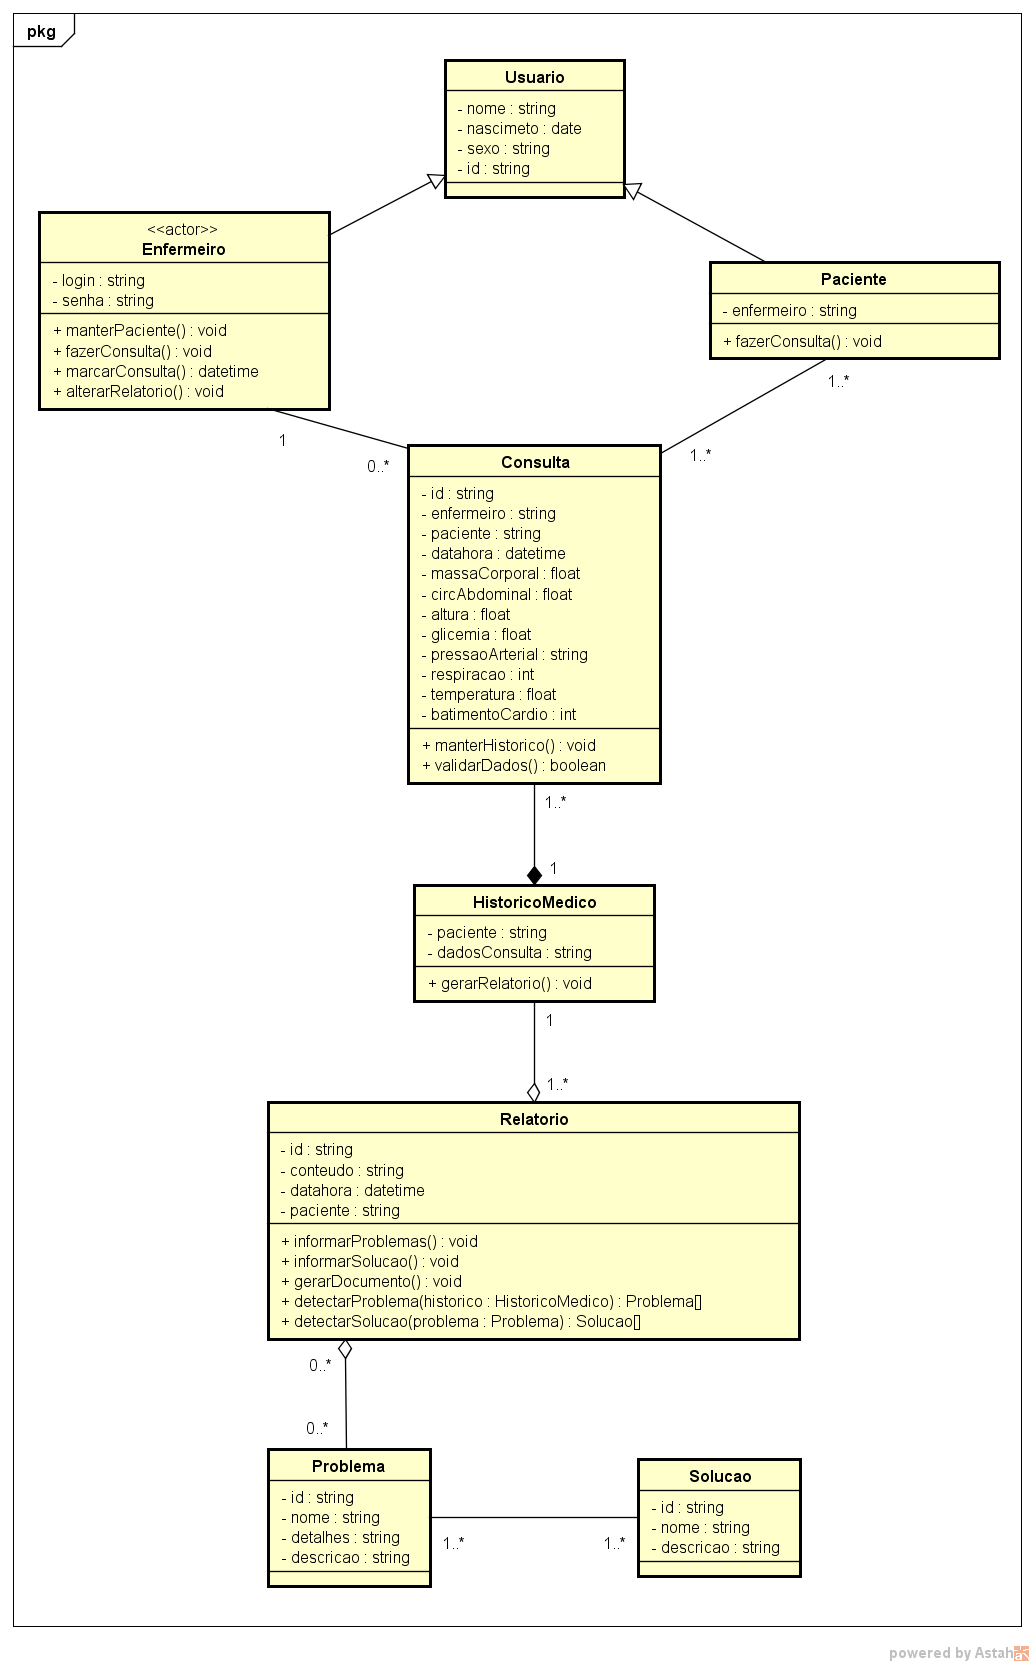 pkg
Usuario
- nome : string
- nascimeto : date
- sexo : string
- id : string
<<actor>>
Enfermeiro
- login : string
- senha : string
+ manterPaciente() : void
+ fazerConsulta() : void
+ marcarConsulta() : datetime
+ alterarRelatorio() : void
Paciente
- enfermeiro : string
+ fazerConsulta() : void
1..*
1
0..*
1..*
Consulta
- id : string
- enfermeiro : string
- paciente : string
- datahora : datetime
- massaCorporal : float
- circAbdominal : float
- altura : float
- glicemia : float
- pressaoArterial : string
- respiracao : int
- temperatura : float
- batimentoCardio : int
+ manterHistorico() : void
+ validarDados() : boolean
1..*
1
HistoricoMedico
- paciente : string
- dadosConsulta : string
+ gerarRelatorio() : void
1
1..*
Relatorio
- id : string
- conteudo : string
- datahora : datetime
- paciente : string
+ informarProblemas() : void
+ informarSolucao() : void
+ gerarDocumento() : void
+ detectarProblema(historico : HistoricoMedico) : Problema[]
+ detectarSolucao(problema : Problema) : Solucao[]
0..*
0..*
Problema
- id : string
- nome : string
- detalhes : string
- descricao : string
1..*
1..*
Solucao
- id : string
- nome : string
- descricao : string
powered by Astah